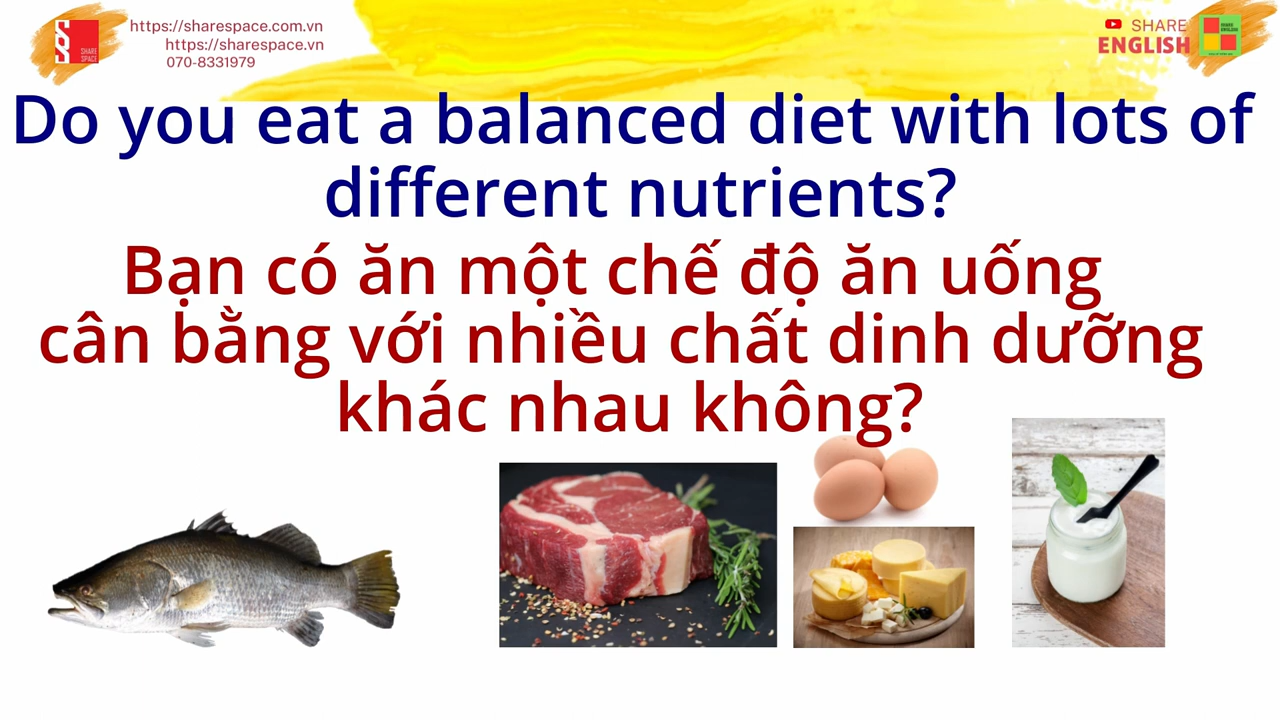 https://sharespace.com.vn
https://sharespace.vn
070-8331979
SHARE
SPACE
SHARE
ENGLISH
Do you eat a balanced diet with lots of
different nutrients?
Bạn có ăn một chế độ ăn uống
cân bằng với nhiều chất dinh dưỡng
khác nhau không?